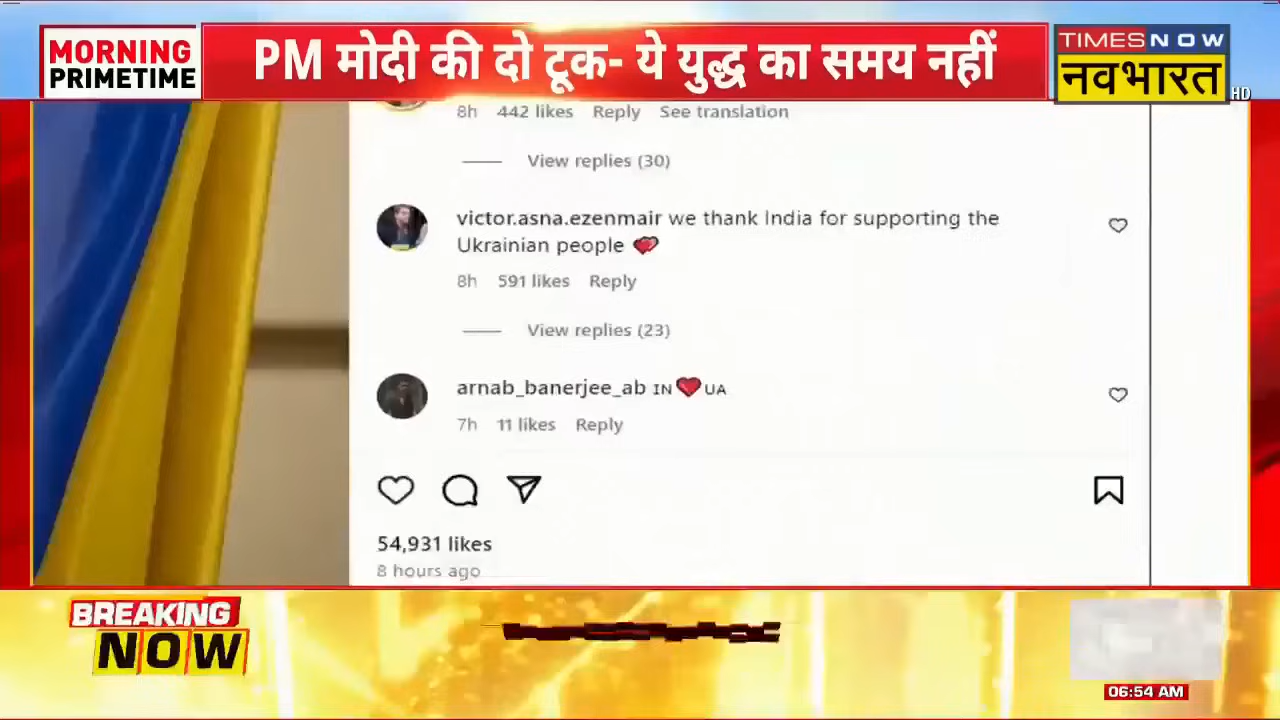 MORNING
PRIMETIME
PM मोदी की दो टूक- ये युद्ध का समय नहीं
TIMES NOW
नवभारत
HD
8h 442 likes Reply See translation
View replies (30)
victor.asna.ezenmair we thank India for supporting the
Ukrainian people 💕
8h 591 likes Reply
View replies (23)
arnab_banerjee_ab IN❤️UA
7h 11 likes Reply
54,931 likes
8 hours ago
BREAKING
NOW
06:54 AM